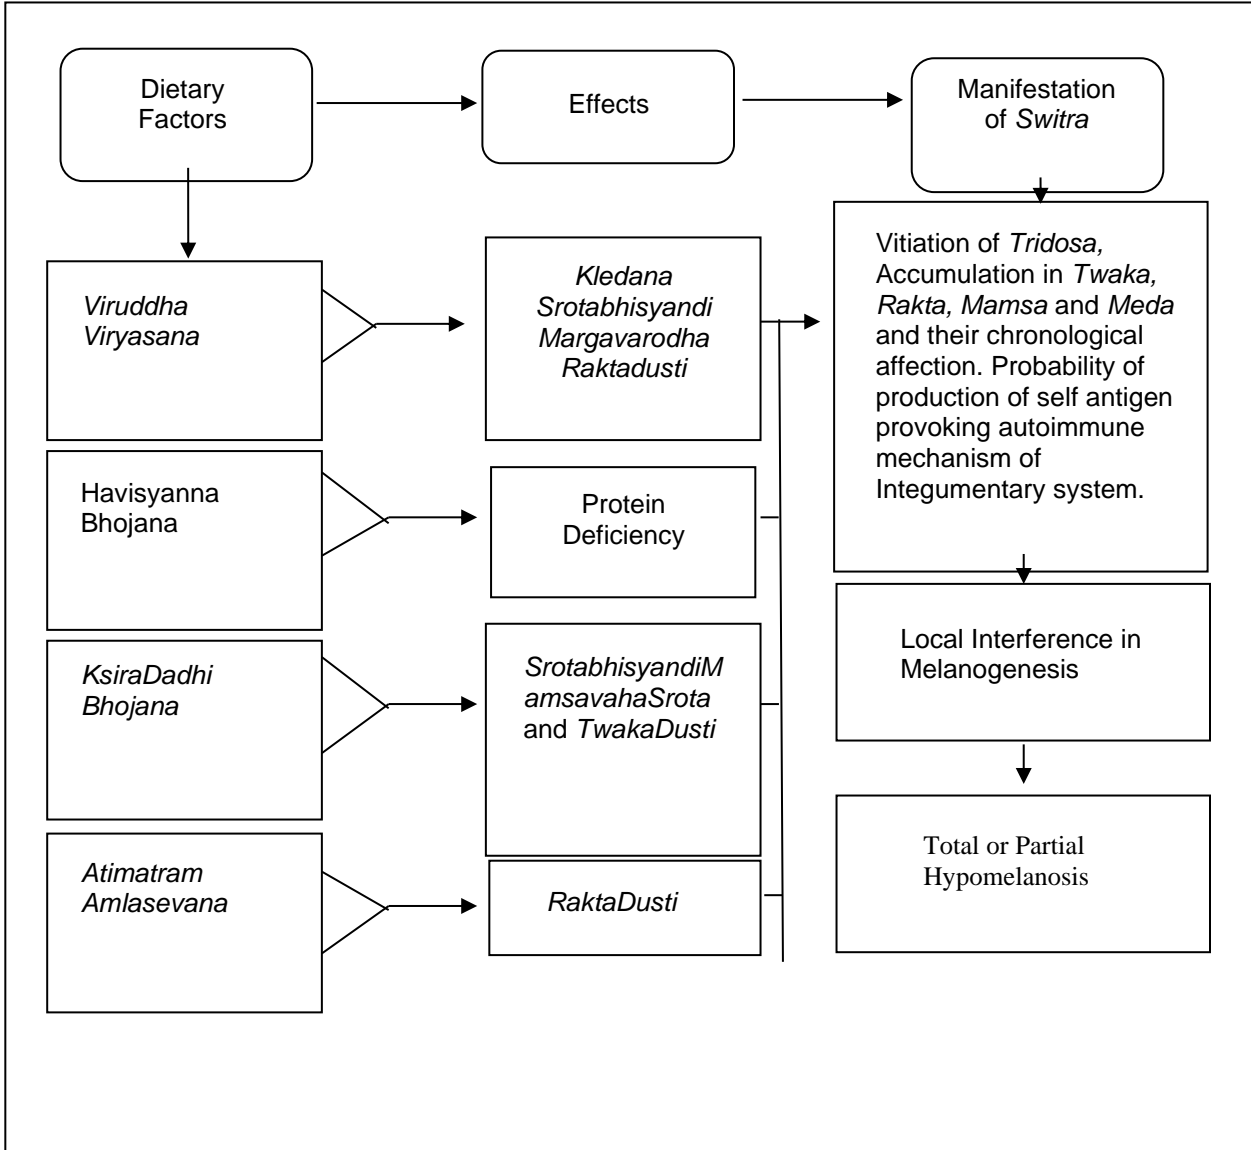 Dietary
Factors
Effects
Manifestation
of Switra
Viruddha
Viryasana
Kledana
Srotabhisyandi
Margavarodha
Raktadusti
Vitiation of Tridosa,
Accumulation in Twaka,
Rakta, Mamsa and Meda
and their chronological
affection. Probability of
production of self antigen
provoking autoimmune
mechanism of
Integumentary system.
Havisyanna
Bhojana
Protein
Deficiency
KsiraDadhi
Bhojana
SrotabhisyandiM
amsavahaSrota
and TwakaDusti
Local Interference in
Melanogenesis
Atimatram
Amlasevana
RaktaDusti
Total or Partial
Hypomelanosis